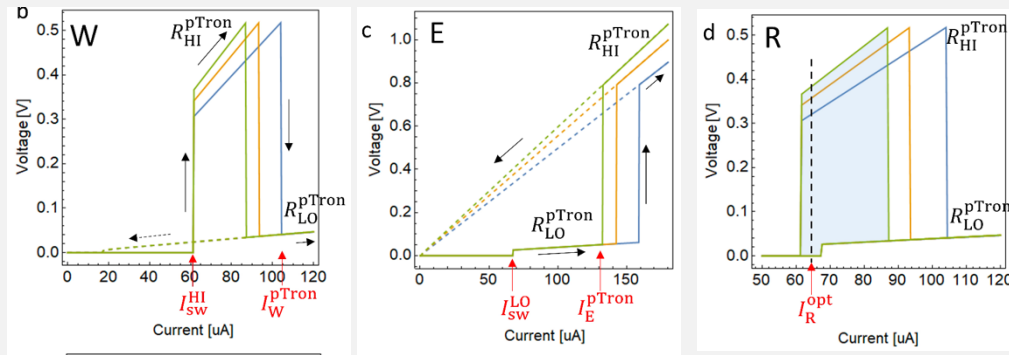 b
W
R_HI^pTron
R_LO^pTron
Voltage [V]
0.5
0.4
0.3
0.2
0.1
0.0
0 20 40 60 80 100 120
I_sw^HI
I_W^pTron
Current [uA]
c
E
R_HI^pTron
R_LO^pTron
Voltage [V]
1.0
0.8
0.6
0.4
0.2
0.0
0 50 100 150
I_sw^LO
I_E^pTron
Current [uA]
d
R
R_HI^pTron
R_LO^pTron
Voltage [V]
0.5
0.4
0.3
0.2
0.1
0.0
50 60 70 80 90 100 110 120
I_R^opt
Current [uA]